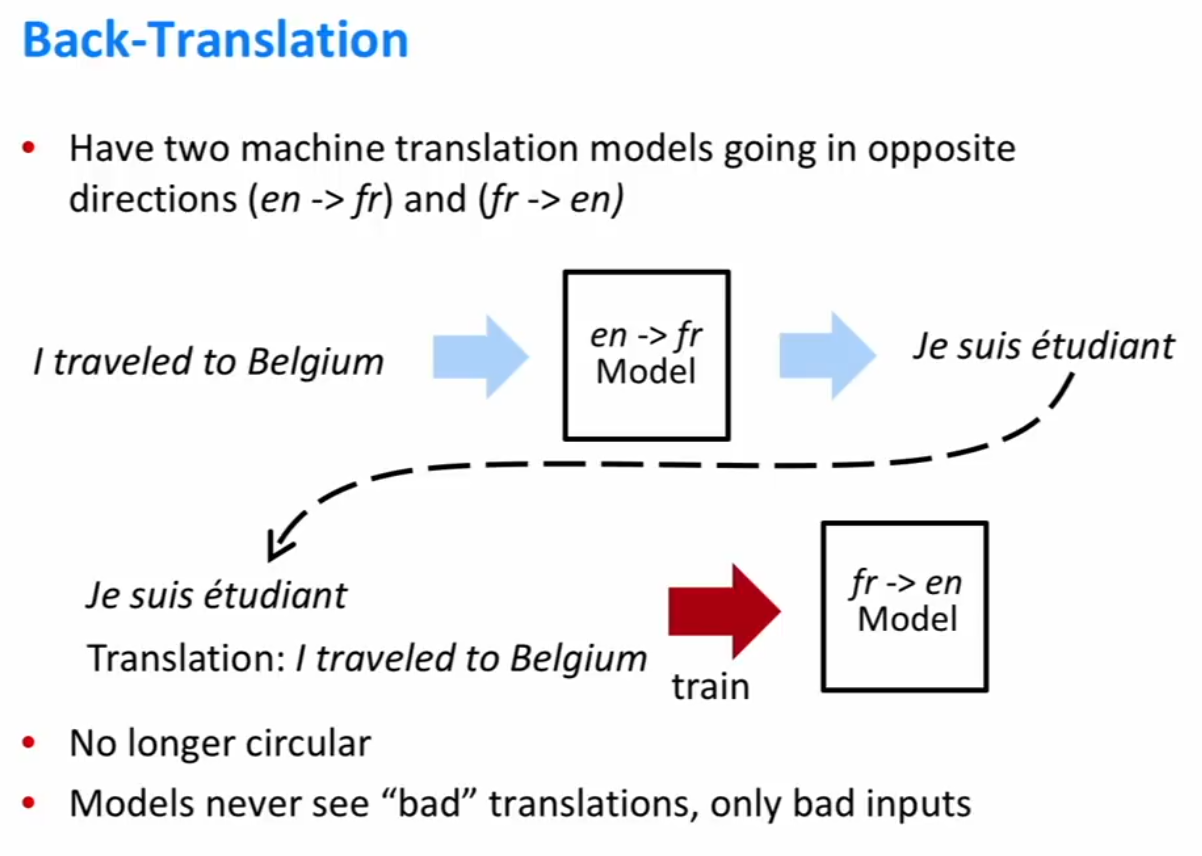 Back-Translation
• Have two machine translation models going in opposite
directions (en -> fr) and (fr -> en)
I traveled to Belgium
en -> fr
Model
Je suis étudiant
Je suis étudiant
Translation: I traveled to Belgium
train
fr -> en
Model
• No longer circular
• Models never see “bad” translations, only bad inputs